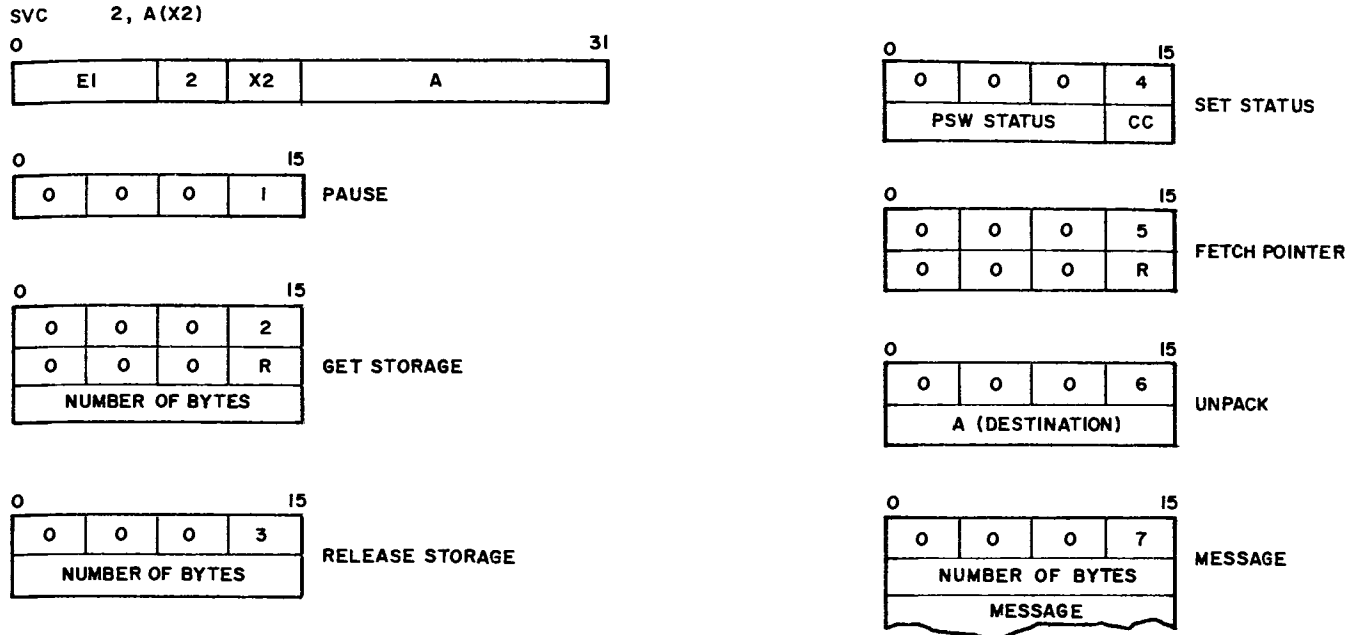 SVC 2, A(X2)
0 31
E1 2 X2 A
0 15
0 0 0 1 PAUSE
0 15
0 0 0 2
0 0 0 R GET STORAGE
NUMBER OF BYTES
0 15
0 0 0 3 RELEASE STORAGE
NUMBER OF BYTES
0 15
0 0 0 4 SET STATUS
PSW STATUS CC
0 15
0 0 0 5 FETCH POINTER
0 0 0 R
0 15
0 0 0 6 UNPACK
A (DESTINATION)
0 15
0 0 0 7 MESSAGE
NUMBER OF BYTES
MESSAGE